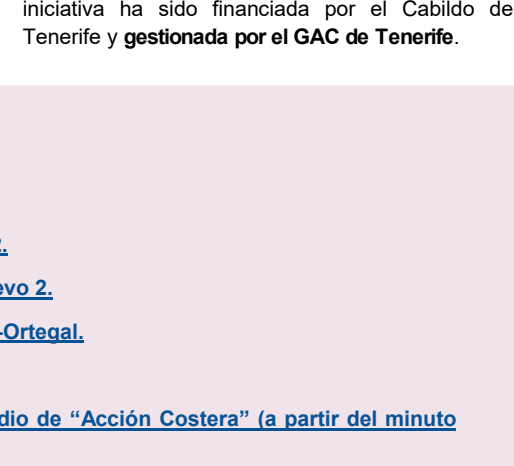 iniciativa ha sido financiada por el Cabildo de
Tenerife y gestionada por el GAC de Tenerife.
2.
evo 2.
-Ortegal.
dio de “Acción Costera” (a partir del minuto